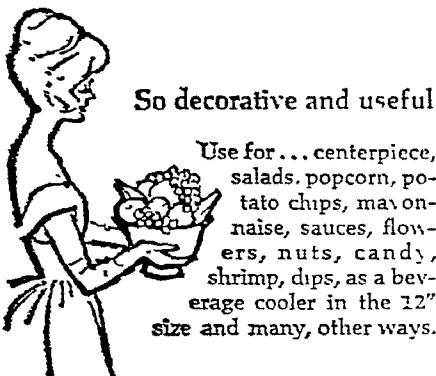 So decorative and useful
Use for... centerpiece,
salads, popcorn, po-
tato chips, mayon-
naise, sauces, flow-
ers, nuts, candy,
shrimp, dips, as a bev-
erage cooler in the 12"
size and many, other ways.